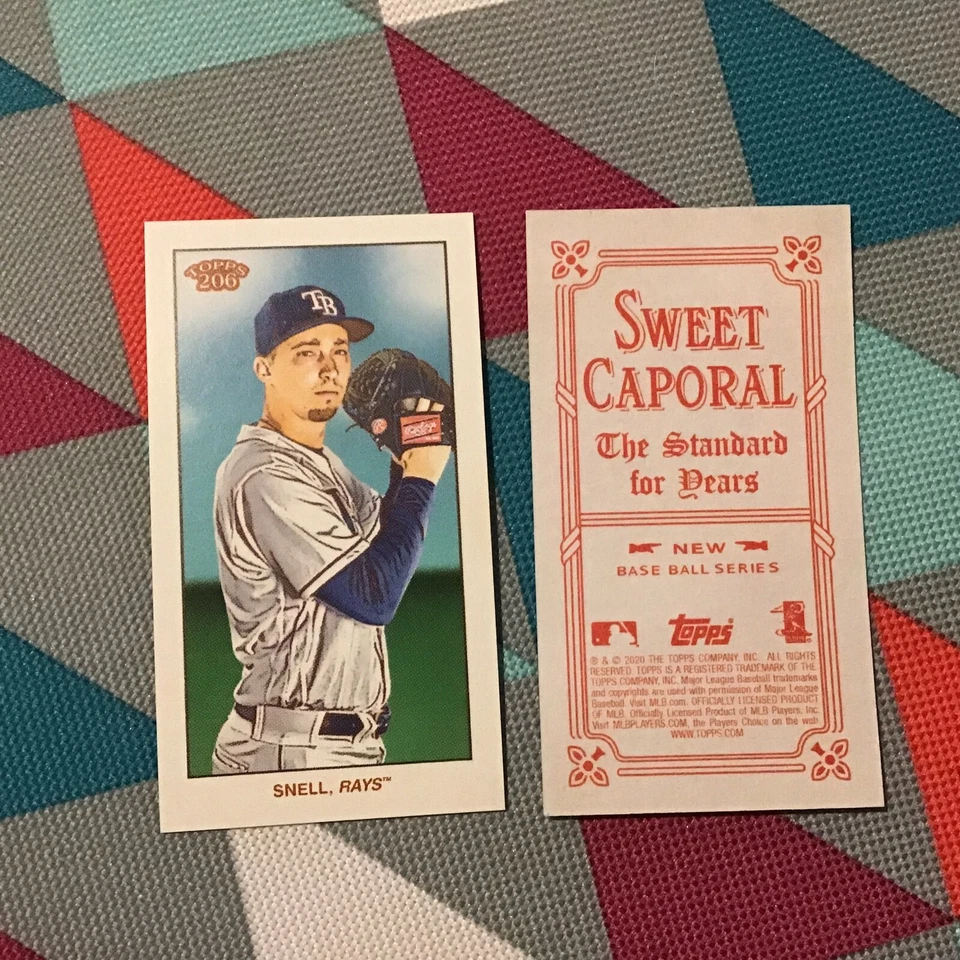 TOPPS
206
TB
SNELL, RAYS™
SWEET
CAPORAL
The Standard
for Years
NEW
BASE BALL SERIES
TOPPS
® & © 2020 THE TOPPS COMPANY, INC. ALL RIGHTS
RESERVED. TOPPS IS A REGISTERED TRADEMARK OF THE
TOPPS COMPANY, INC. Major League Baseball trademarks
and copyrights are used with permission of Major League
Baseball. Visit MLB.com. OFFICIALLY LICENSED PRODUCT
OF MLB. Officially Licensed Product of MLB Players, Inc.
Visit MLBPLAYERS.COM, the Players Choice on the web
WWW.TOPPS.COM